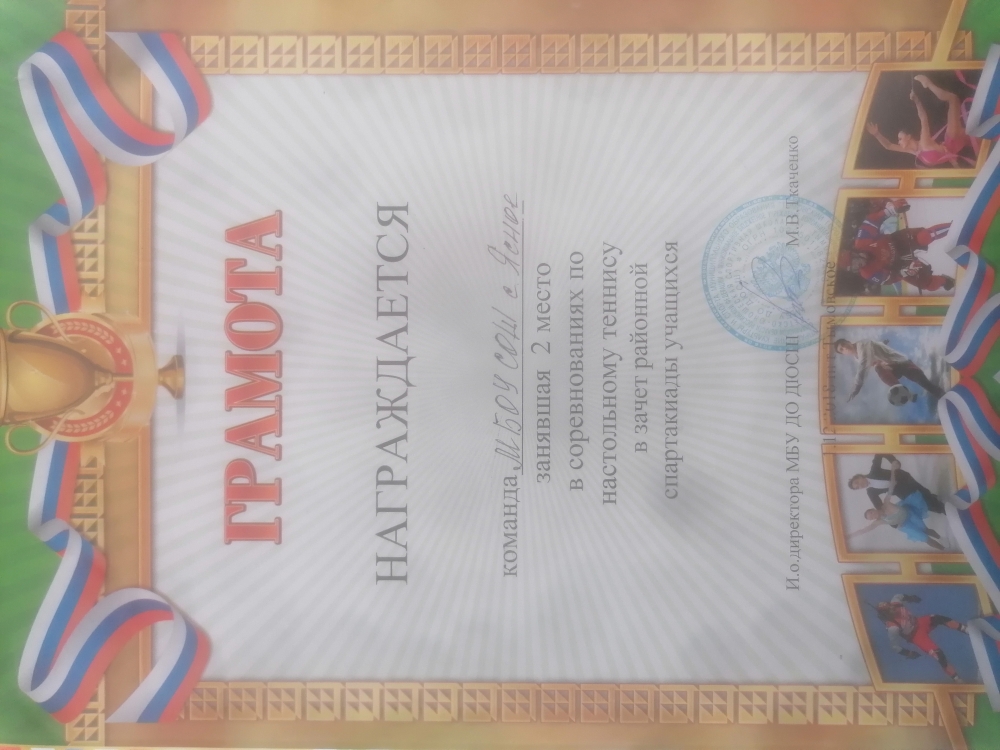 ГРАМОТА
НАГРАЖДАЕТСЯ
команда МБОУ СОШ с Ясное
занявшая 2 место
в соревнованиях по
настольному теннису
в зачет районной
спартакиады учащихся
И.о.директора МБУ ДО ДЮСШ М.В.Ткаченко